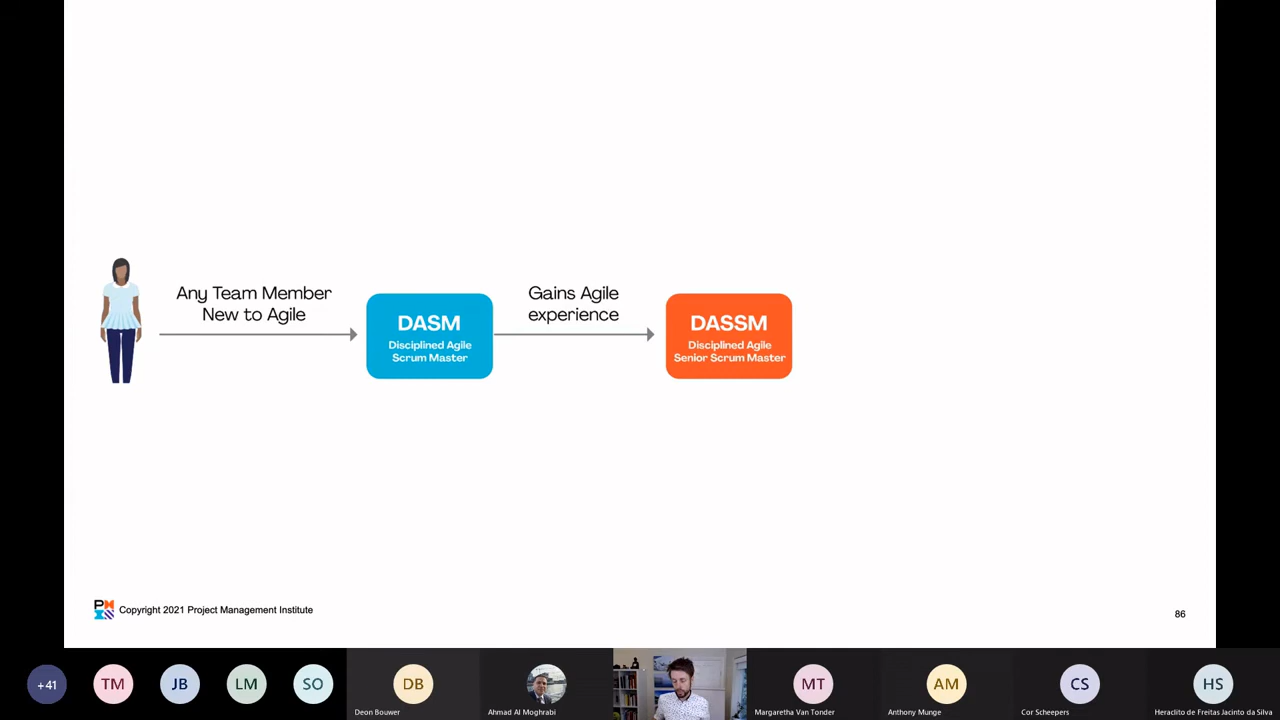 Any Team Member
New to Agile
DASM
Disciplined Agile
Scrum Master
Gains Agile
experience
DASSM
Disciplined Agile
Senior Scrum Master
Copyright 2021 Project Management Institute
86
+41
TM
JB
LM
SO
DB
MT
AM
CS
HS
Deon Bouwer
Ahmad Al Moghrabi
Margaretha Van Tonder
Anthony Munge
Cor Scheepers
Heraclito de Freitas Jacinto da Silva